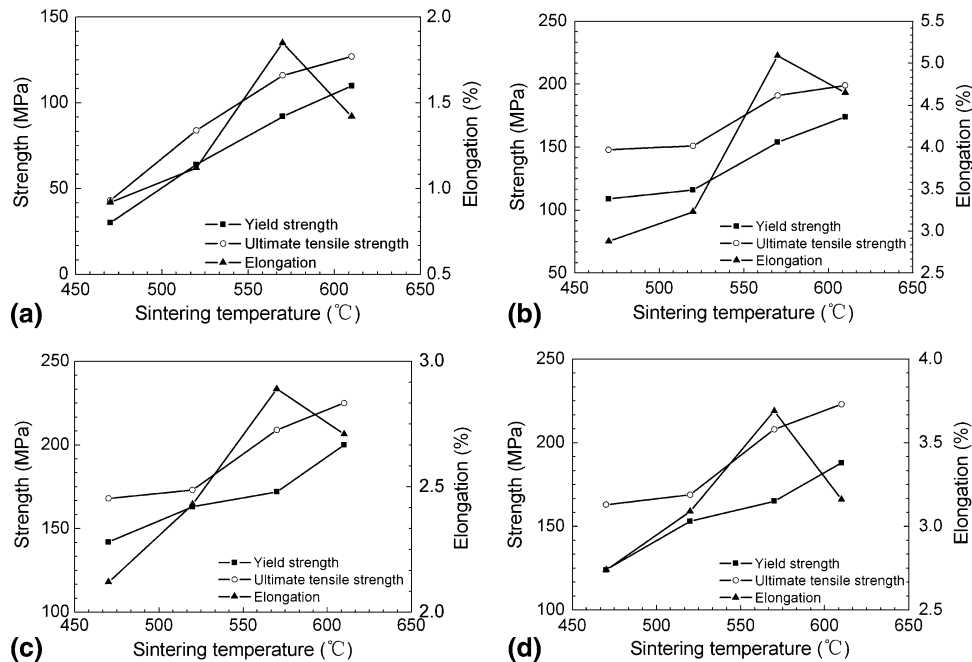 150 2.0
100 1.5
50 1.0
0 0.5
Strength (MPa)
Elongation (%)
Yield strength
Ultimate tensile strength
Elongation
450 500 550 600 650
(a) Sintering temperature (℃)
250 5.5
5.0
200 4.5
150 4.0
3.5
100 3.0
50 2.5
Strength (MPa)
Elongation (%)
Yield strength
Ultimate tensile strength
Elongation
450 500 550 600 650
(b) Sintering temperature (℃)
250 3.0
200
2.5
150
100 2.0
Strength (MPa)
Elongation (%)
Yield strength
Ultimate tensile strength
Elongation
450 500 550 600 650
(c) Sintering temperature (℃)
250 4.0
200 3.5
150 3.0
100 2.5
Strength (MPa)
Elongation (%)
Yield strength
Ultimate tensile strength
Elongation
450 500 550 600 650
(d) Sintering temperature (℃)